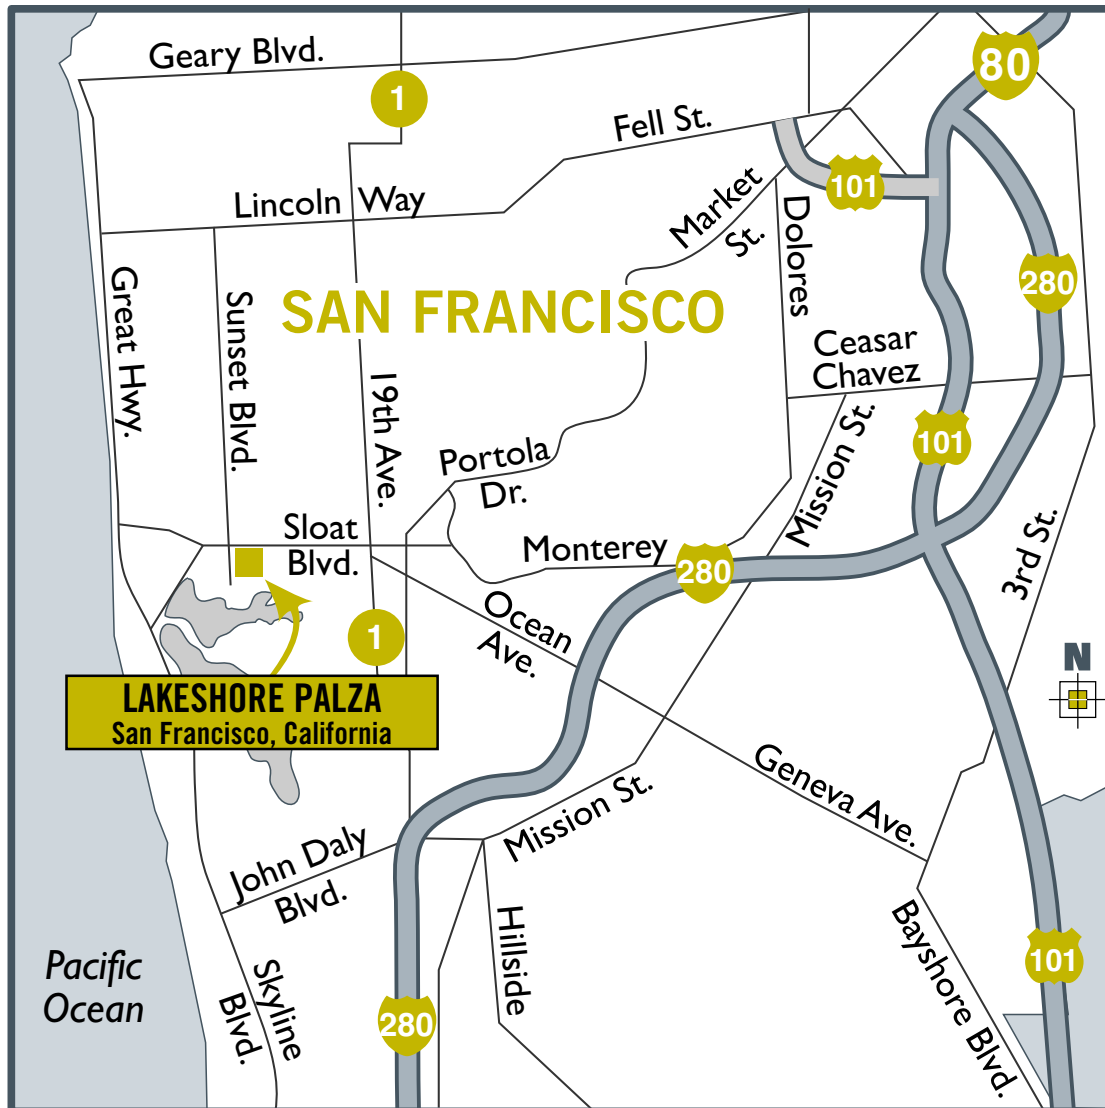 Geary Blvd.
1
80
Fell St.
101
Lincoln Way
Market
St.
Dolores
280
Great Hwy.
Sunset Blvd.
SAN FRANCISCO
19th Ave.
Ceasar
Chavez
Mission St.
101
Portola
Dr.
Sloat
Blvd.
Monterey
280
3rd St.
Ocean
Ave.
1
N
LAKESHORE PALZA
San Francisco, California
Geneva Ave.
Mission St.
John Daly
Blvd.
Hillside
Bayshore Blvd.
101
Pacific
Ocean
Skyline
Blvd.
280